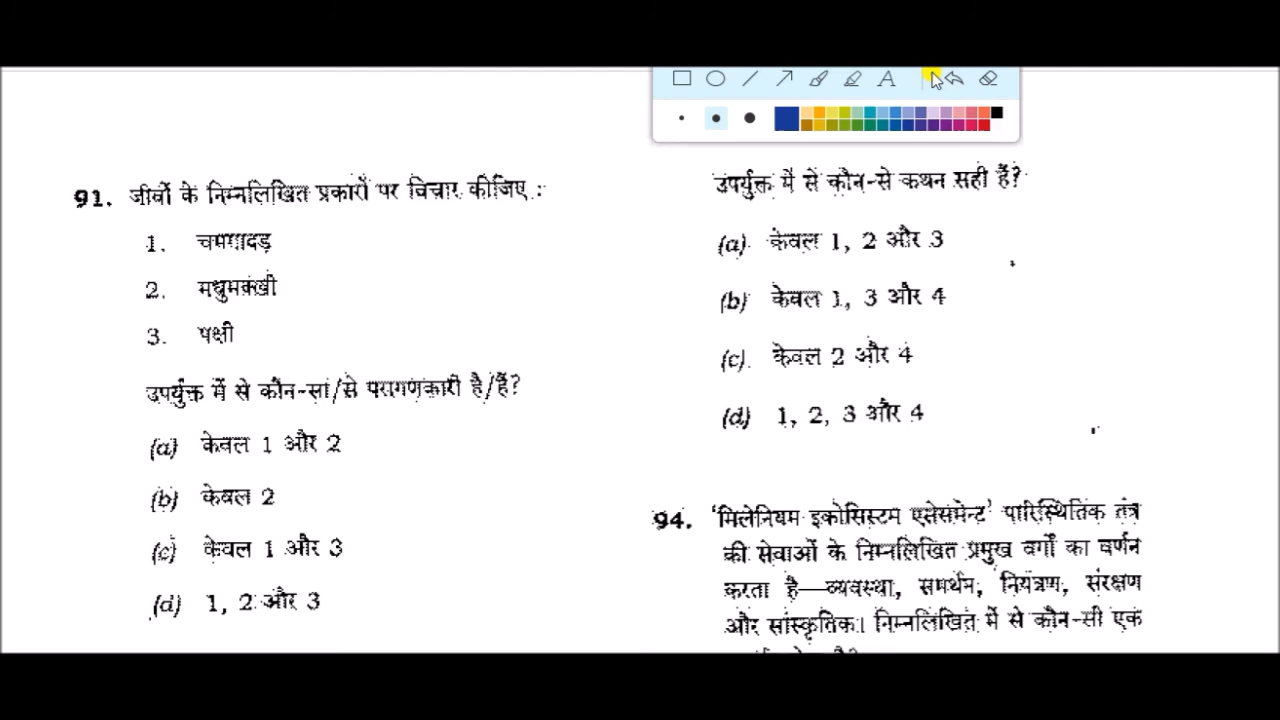 91. जीवों के निम्नलिखित प्रकारों पर विचार कीजिए :
1. चमगादड़
2. मधुमक्खी
3. पक्षी
उपर्युक्त में से कौन-सा/से परागणकारी है/हैं?
(a) केवल 1 और 2
(b) केवल 2
(c) केवल 1 और 3
(d) 1, 2 और 3
उपर्युक्त में से कौन-से कथन सही हैं?
(a) केवल 1, 2 और 3
(b) केवल 1, 3 और 4
(c) केवल 2 और 4
(d) 1, 2, 3 और 4
94. 'मिलेनियम इकोसिस्टम एसेसमेन्ट' पारिस्थितिक तंत्र
की सेवाओं के निम्नलिखित प्रमुख वर्गों का वर्णन
करता है—व्यवस्था, समर्थन, नियंत्रण, संरक्षण
और सांस्कृतिक। निम्नलिखित में से कौन-सी एक